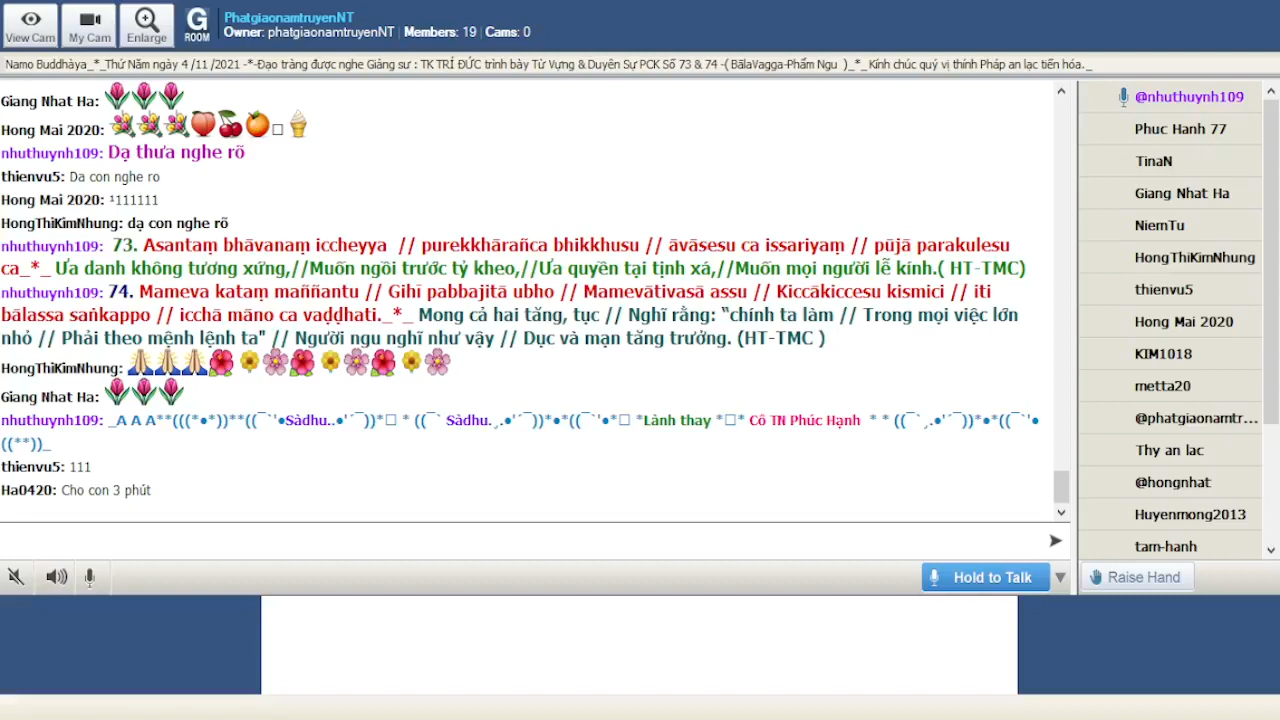 View Cam
My Cam
Enlarge
G
ROOM
PhatgiaonamtruyenNT
Owner: phatgiaonamtruyenNT | Members: 19 | Cams: 0
Namo Buddhàya_*_Thứ Năm ngày 4 /11 /2021 -*-Đạo tràng được nghe Giảng sư : TK TRÍ ĐỨC trình bày Từ Vựng & Duyên Sự PCK Số 73 & 74 -( BālaVagga-Phẩm Ngu )_*_ Kính chúc quý vị thính Pháp an lạc tiến hóa._
Giang Nhat Ha:
Hong Mai 2020:
nhuthuynh109: Dạ thưa nghe rõ
thienvu5: Da con nghe ro
Hong Mai 2020: ¹111111
HongThiKimNhung: dạ con nghe rõ
nhuthuynh109: 73. Asantaṃ bhāvanaṃ iccheyya // purekkhārañca bhikkhusu // āvāsesu ca issariyaṃ // pūjā parakulesu
ca_*_ Ưa danh không tương xứng,//Muốn ngồi trước tỷ kheo,//Ưa quyền tại tịnh xá,//Muốn mọi người lễ kính.( HT-TMC)
nhuthuynh109: 74. Mameva kataṃ maññantu // Gihī pabbajitā ubho // Mamevātivasā assu // Kiccākiccesu kismici // iti
bālassa saṅkappo // icchā māno ca vaḍḍhati._*_ Mong cả hai tăng, tục // Nghĩ rằng: “chính ta làm // Trong mọi việc lớn
nhỏ // Phải theo mệnh lệnh ta" // Người ngu nghĩ như vậy // Dục và mạn tăng trưởng. (HT-TMC )
HongThiKimNhung:
Giang Nhat Ha:
nhuthuynh109: _A A A**(((*•*))**((¯`'•Sàdhu..•'´¯))*□ * ((¯` Sàdhu.¸.•'´¯))*•*((¯`'•*□ *Lành thay *□* Cô TN Phúc Hạnh * * ((¯`¸.•'´¯))*•*((¯`'•
((**))_
thienvu5: 111
Ha0420: Cho con 3 phút
@nhuthuynh109
Phuc Hanh 77
TinaN
Giang Nhat Ha
NiemTu
HongThiKimNhung
thienvu5
Hong Mai 2020
KIM1018
metta20
@phatgiaonamtr...
Thy an lac
@hongnhat
Huyenmong2013
tam-hanh
Hold to Talk
Raise Hand